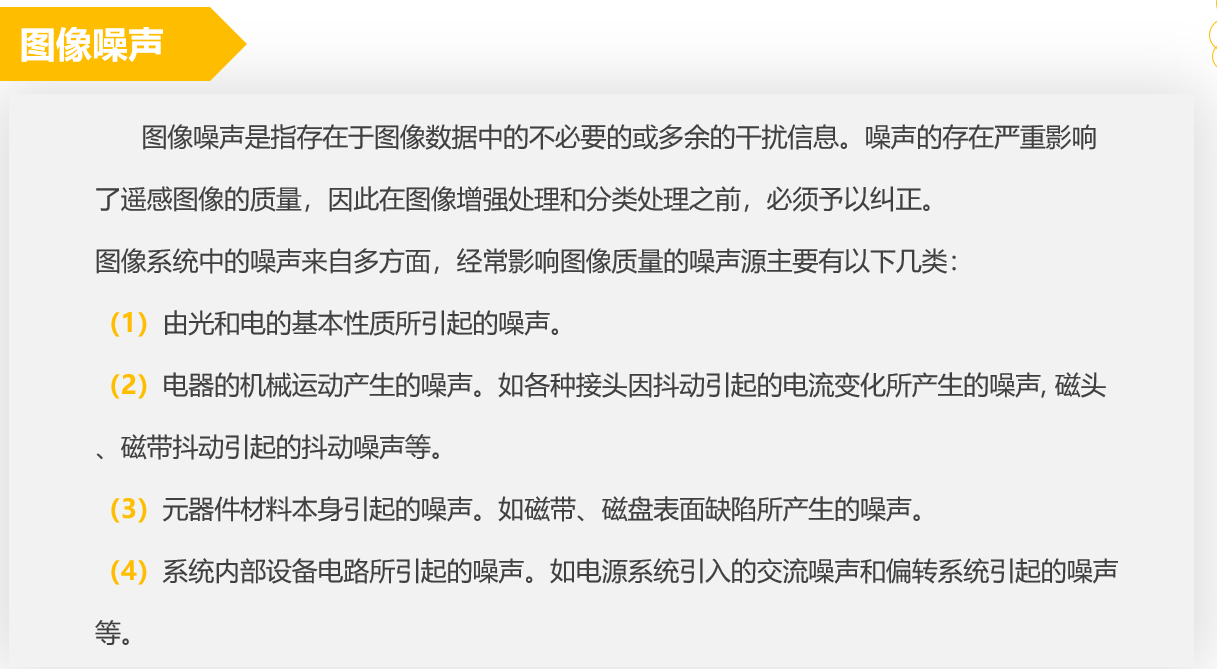 图像噪声
图像噪声是指存在于图像数据中的不必要的或多余的干扰信息。噪声的存在严重影响
了遥感图像的质量，因此在图像增强处理和分类处理之前，必须予以纠正。
图像系统中的噪声来自多方面，经常影响图像质量的噪声源主要有以下几类：
（1）由光和电的基本性质所引起的噪声。
（2）电器的机械运动产生的噪声。如各种接头因抖动引起的电流变化所产生的噪声, 磁头
、磁带抖动引起的抖动噪声等。
（3）元器件材料本身引起的噪声。如磁带、磁盘表面缺陷所产生的噪声。
（4）系统内部设备电路所引起的噪声。如电源系统引入的交流噪声和偏转系统引起的噪声
等。